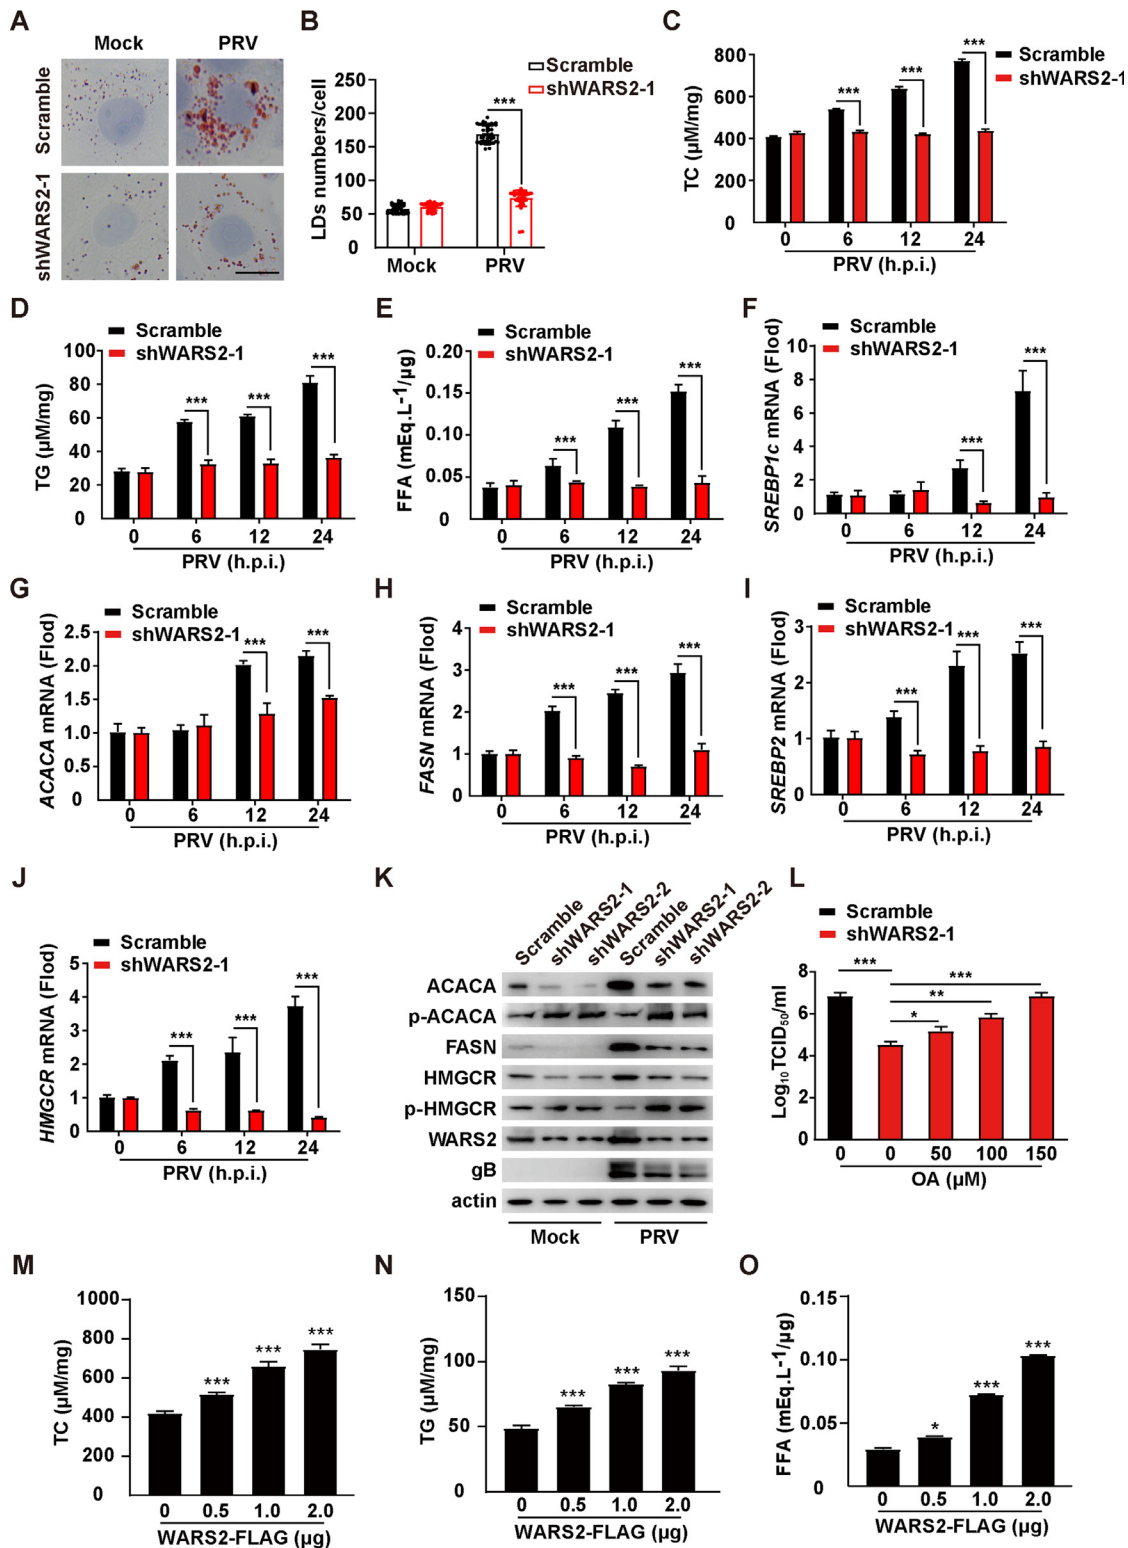 A
Mock
PRV
Scramble
shWARS2-1
B
Scramble
shWARS2-1
LDs numbers/cell
250
200
150
100
50
0
***
Mock
PRV
C
Scramble
shWARS2-1
TC (μM/mg)
800
600
400
200
0
***
***
***
0
6
12
24
PRV (h.p.i.)
D
Scramble
shWARS2-1
TG (μM/mg)
100
80
60
40
20
0
***
***
***
0
6
12
24
PRV (h.p.i.)
E
Scramble
shWARS2-1
FFA (mEq.L⁻¹/μg)
0.20
0.15
0.10
0.05
0
***
***
***
0
6
12
24
PRV (h.p.i.)
F
Scramble
shWARS2-1
SREBP1c mRNA (Flod)
10
8
6
4
2
0
***
***
0
6
12
24
PRV (h.p.i.)
G
Scramble
shWARS2-1
ACACA mRNA (Flod)
2.5
2.0
1.5
1.0
0
***
***
0
6
12
24
PRV (h.p.i.)
H
Scramble
shWARS2-1
FASN mRNA (Flod)
4
3
2
1
0
***
***
***
0
6
12
24
PRV (h.p.i.)
I
Scramble
shWARS2-1
SREBP2 mRNA (Flod)
3
2
1
0
***
***
***
0
6
12
24
PRV (h.p.i.)
J
Scramble
shWARS2-1
HMGCR mRNA (Flod)
5
4
3
2
1
0
***
***
***
0
6
12
24
PRV (h.p.i.)
K
Scramble
shWARS2-1
shWARS2-2
Scramble
shWARS2-1
shWARS2-2
ACACA
p-ACACA
FASN
HMGCR
p-HMGCR
WARS2
gB
actin
Mock
PRV
L
Scramble
shWARS2-1
Log₁₀ TCID₅₀/ml
8
6
4
2
0
***
***
**
*
0
0
50
100
150
OA (μM)
M
TC (μM/mg)
1000
800
600
400
200
0
***
***
***
0
0.5
1.0
2.0
WARS2-FLAG (μg)
N
TG (μM/mg)
150
100
50
0
***
***
***
0
0.5
1.0
2.0
WARS2-FLAG (μg)
O
FFA (mEq.L⁻¹/μg)
0.15
0.10
0.05
0
*
***
***
0
0.5
1.0
2.0
WARS2-FLAG (μg)